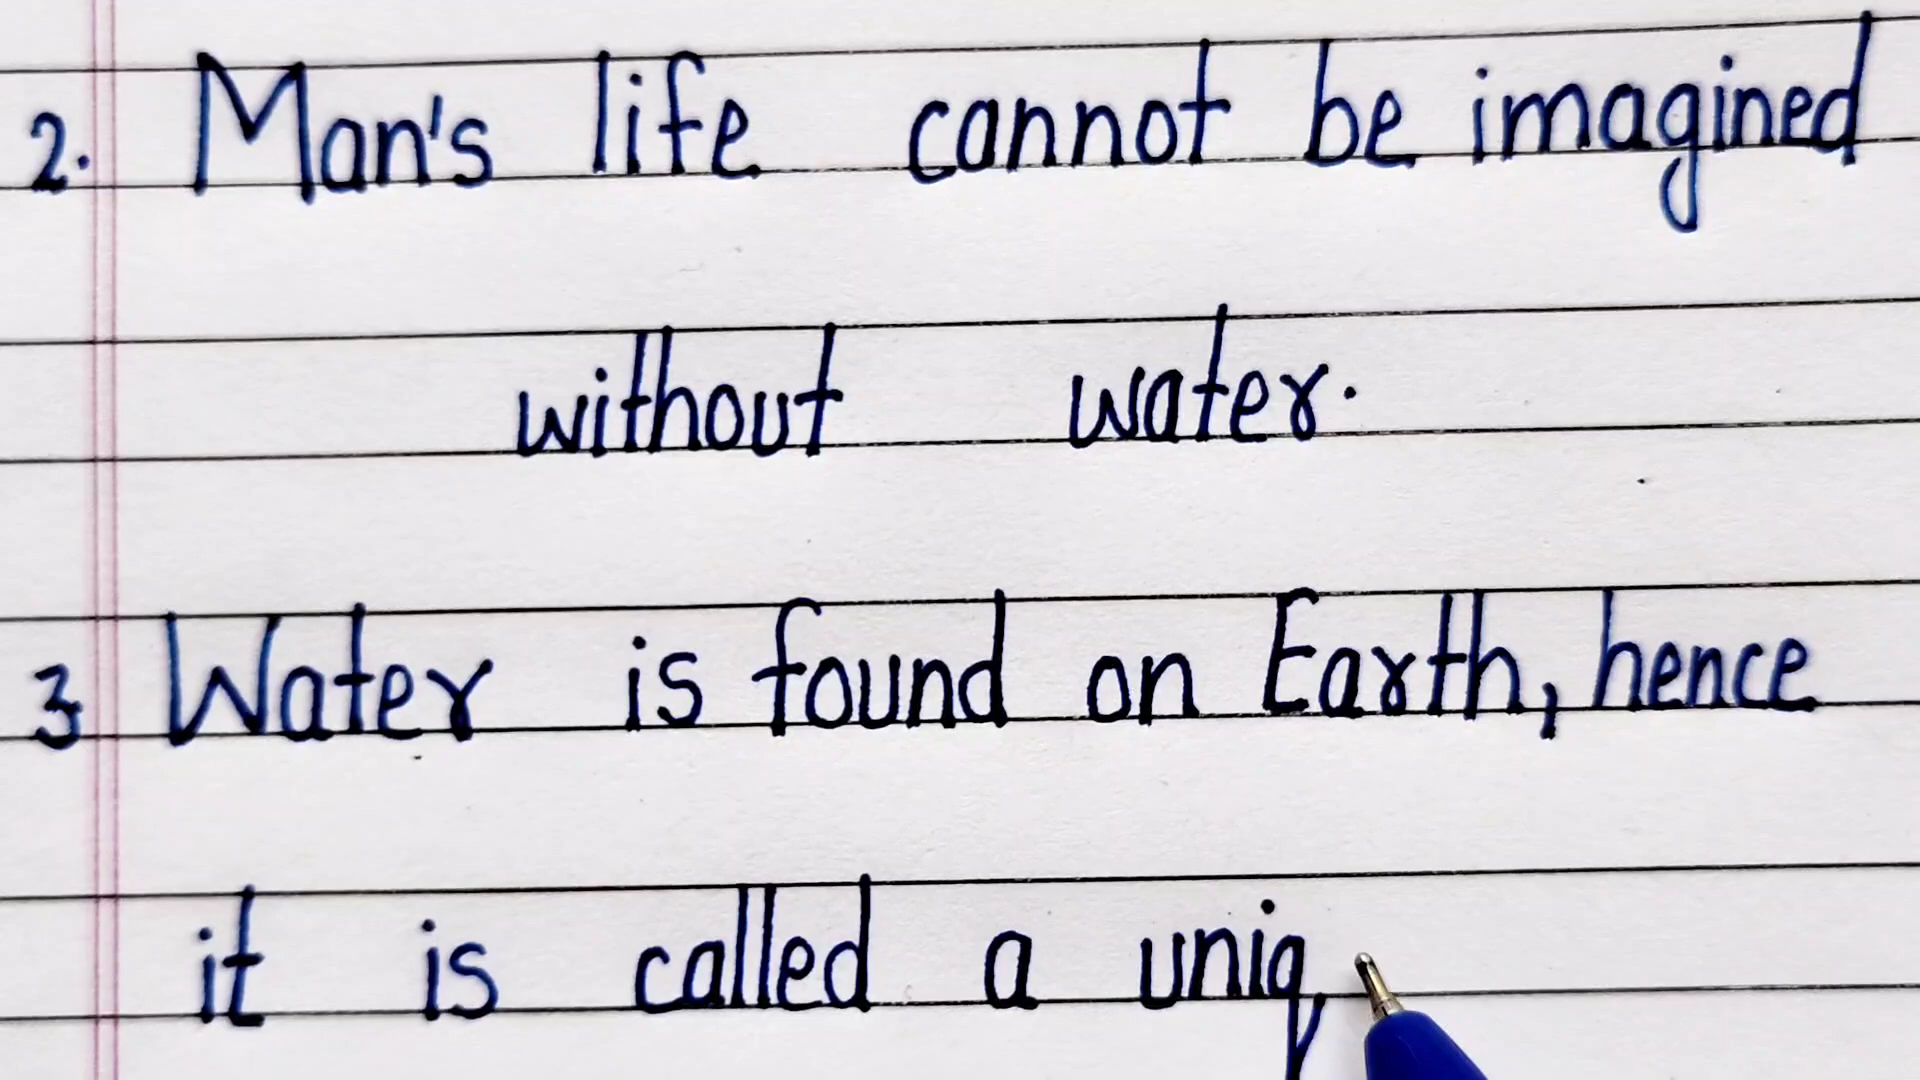 2. Man's life cannot be imagined
without water.
3 Water is found on Earth, hence
it is called a uniq